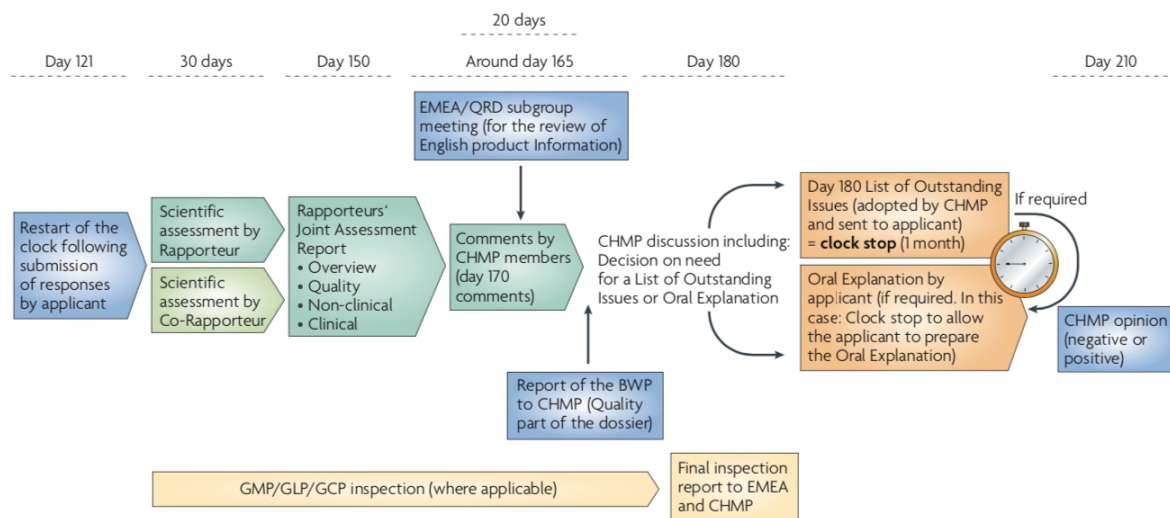 20 days
Day 121
30 days
Day 150
Around day 165
Day 180
Day 210
EMEA/QRD subgroup
meeting (for the review of
English product Information)
Restart of the
clock following
submission
of responses
by applicant
Scientific
assessment by
Rapporteur
Scientific
assessment by
Co-Rapporteur
Rapporteurs‘
Joint Assessment
Report
• Overview
• Quality
• Non-clinical
• Clinical
Comments by
CHMP members
(day 170
comments)
CHMP discussion including:
Decision on need
for a List of Outstanding
Issues or Oral Explanation
Day 180 List of Outstanding
Issues (adopted by CHMP
and sent to applicant)
= clock stop (1 month)
If required
Oral Explanation by
applicant (if required. In this
case: Clock stop to allow
the applicant to prepare
the Oral Explanation)
CHMP opinion
(negative or
positive)
Report of the BWP
to CHMP (Quality
part of the dossier)
GMP/GLP/GCP inspection (where applicable)
Final inspection
report to EMEA
and CHMP